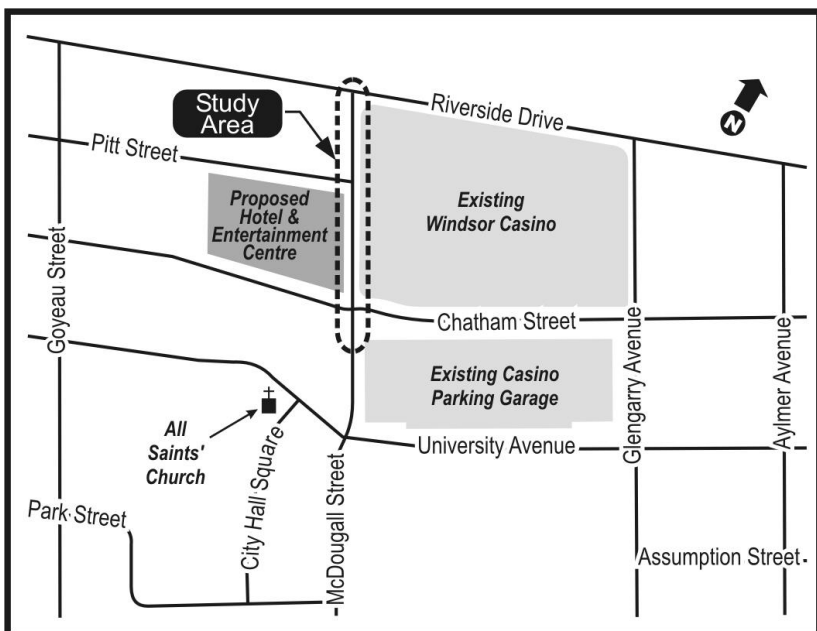 Study
Area
Riverside Drive
N
Pitt Street
Proposed
Hotel &
Entertainment
Centre
Existing
Windsor Casino
Goyeau Street
Chatham Street
Glengarry Avenue
Aylmer Avenue
Existing Casino
Parking Garage
All
Saints'
Church
City Hall Square
McDougall Street
University Avenue
Park Street
Assumption Street